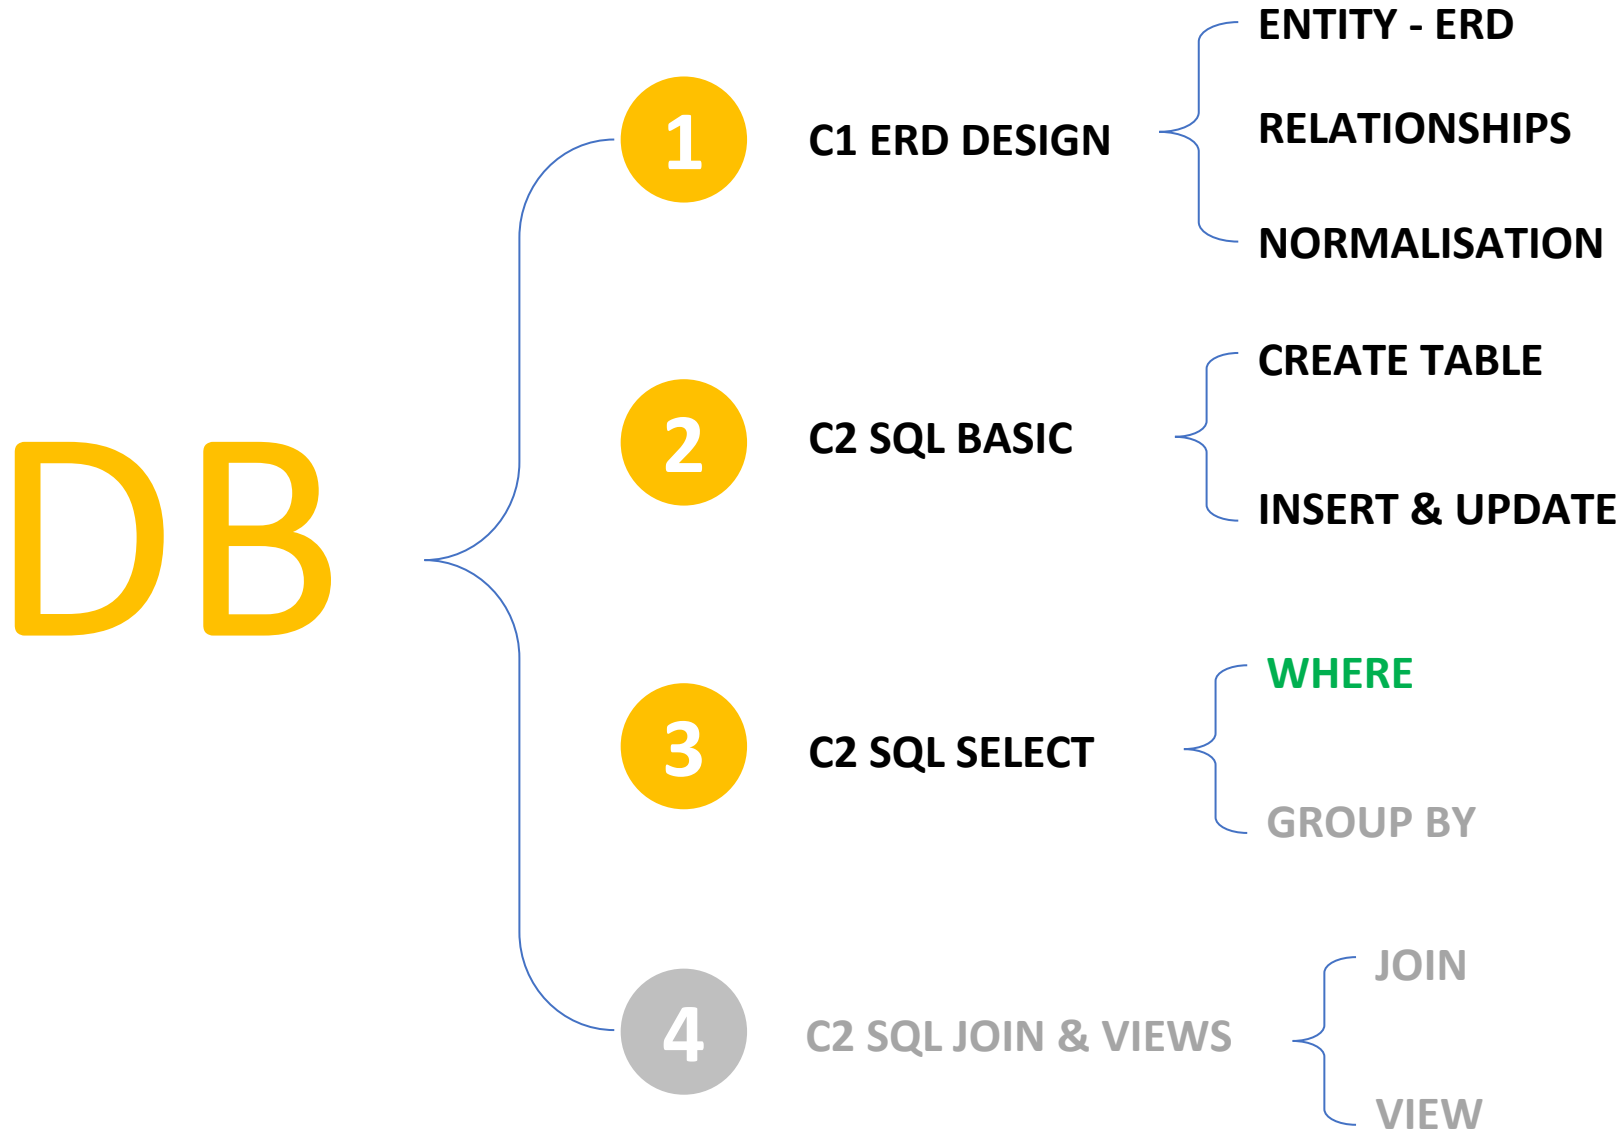 DB
1
C1 ERD DESIGN
ENTITY - ERD
RELATIONSHIPS
NORMALISATION
2
C2 SQL BASIC
CREATE TABLE
INSERT & UPDATE
3
C2 SQL SELECT
WHERE
GROUP BY
4
C2 SQL JOIN & VIEWS
JOIN
VIEW